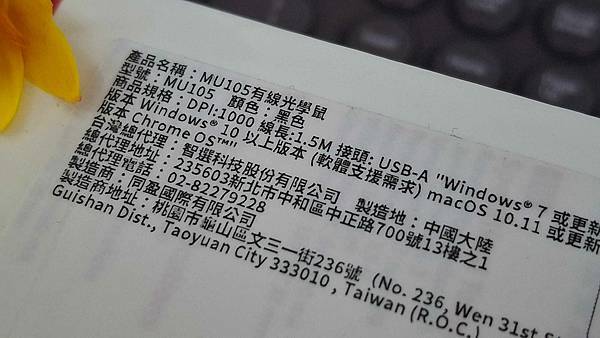 產品名稱：MU105有線光學鼠
型號：MU105 顏色：黑色
商品規格：DPI:1000 線長:1.5M 接頭: USB-A "Windows® 7 或更新
版本 Windows® 10 以上版本 (軟體支援需求) macOS 10.11 或更新
版本 Chrome OS™"
台灣總代理：智選科技股份有限公司 製造地：中國大陸
總代理地址：235603新北市中和區中正路700號13樓之1
總代理電話：02-82279228
製造商：同盈國際有限公司
製造商地址：桃園市龜山區文三一街236號 (No. 236, Wen 31st
Guishan Dist., Taoyuan City 333010 , Taiwan (R.O.C.)